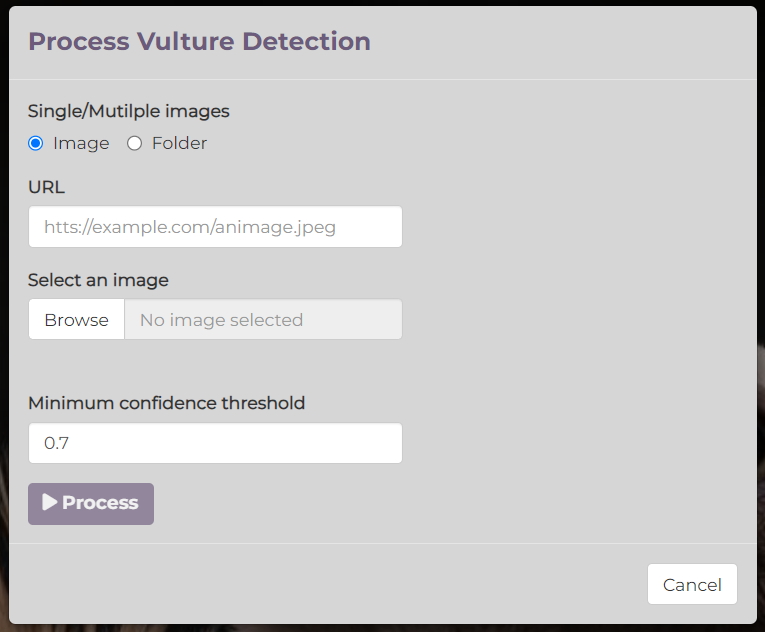 Process Vulture Detection
Single/Mutilple images
Image Folder
URL
htts://example.com/animage.jpeg
Select an image
Browse No image selected
Minimum confidence threshold
0.7
Process
Cancel